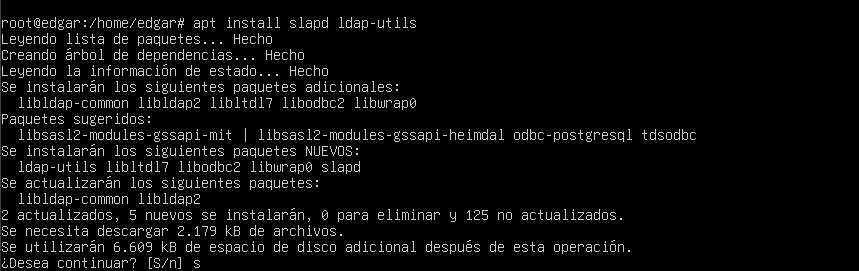 root@edgar:/home/edgar# apt install slapd ldap-utils
Leyendo lista de paquetes... Hecho
Creando árbol de dependencias... Hecho
Leyendo la información de estado... Hecho
Se instalarán los siguientes paquetes adicionales:
  libldap-common libldap2 libltdl7 libodbc2 libwrap0
Paquetes sugeridos:
  libsasl2-modules-gssapi-mit | libsasl2-modules-gssapi-heimdal odbc-postgresql tdsodbc
Se instalarán los siguientes paquetes NUEVOS:
  ldap-utils libltdl7 libodbc2 libwrap0 slapd
Se actualizarán los siguientes paquetes:
  libldap-common libldap2
2 actualizados, 5 nuevos se instalarán, 0 para eliminar y 125 no actualizados.
Se necesita descargar 2.179 kB de archivos.
Se utilizarán 6.609 kB de espacio de disco adicional después de esta operación.
¿Desea continuar? [S/n] s